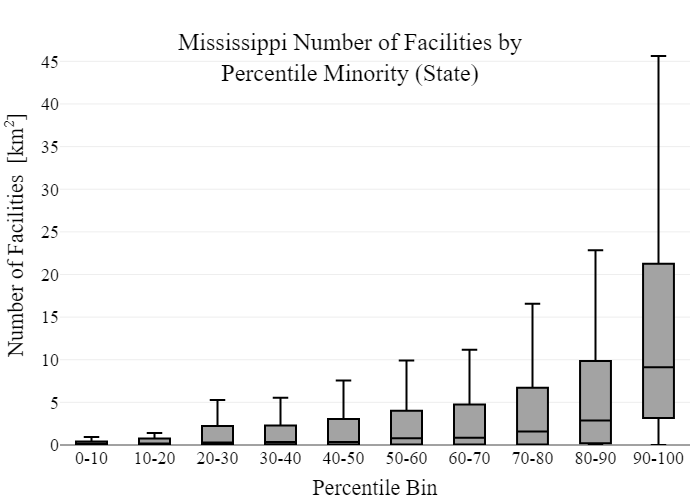 Mississippi Number of Facilities by
Percentile Minority (State)
Number of Facilities [km²]
45
40
35
30
25
20
15
10
5
0
0-10 10-20 20-30 30-40 40-50 50-60 60-70 70-80 80-90 90-100
Percentile Bin